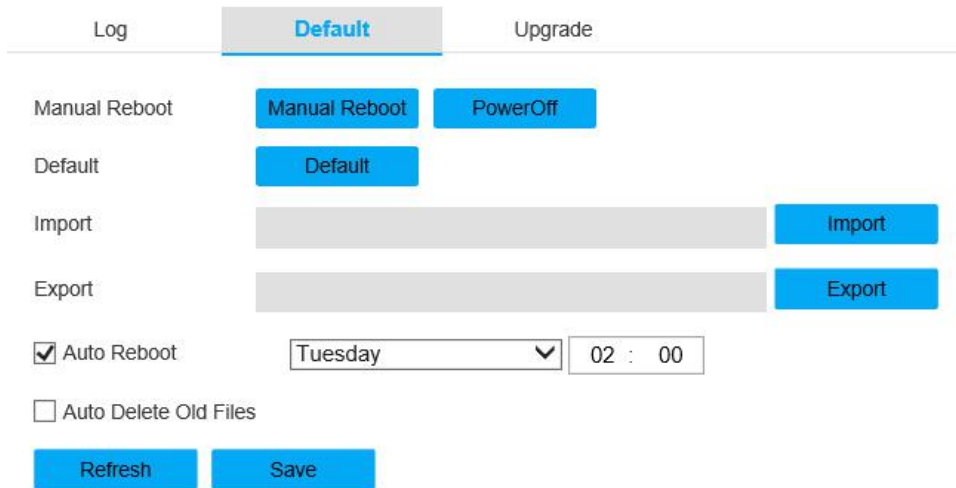 Log Default Upgrade
Manual Reboot Manual Reboot PowerOff
Default Default
Import Import
Export Export
Auto Reboot Tuesday 02 : 00
Auto Delete Old Files
Refresh Save